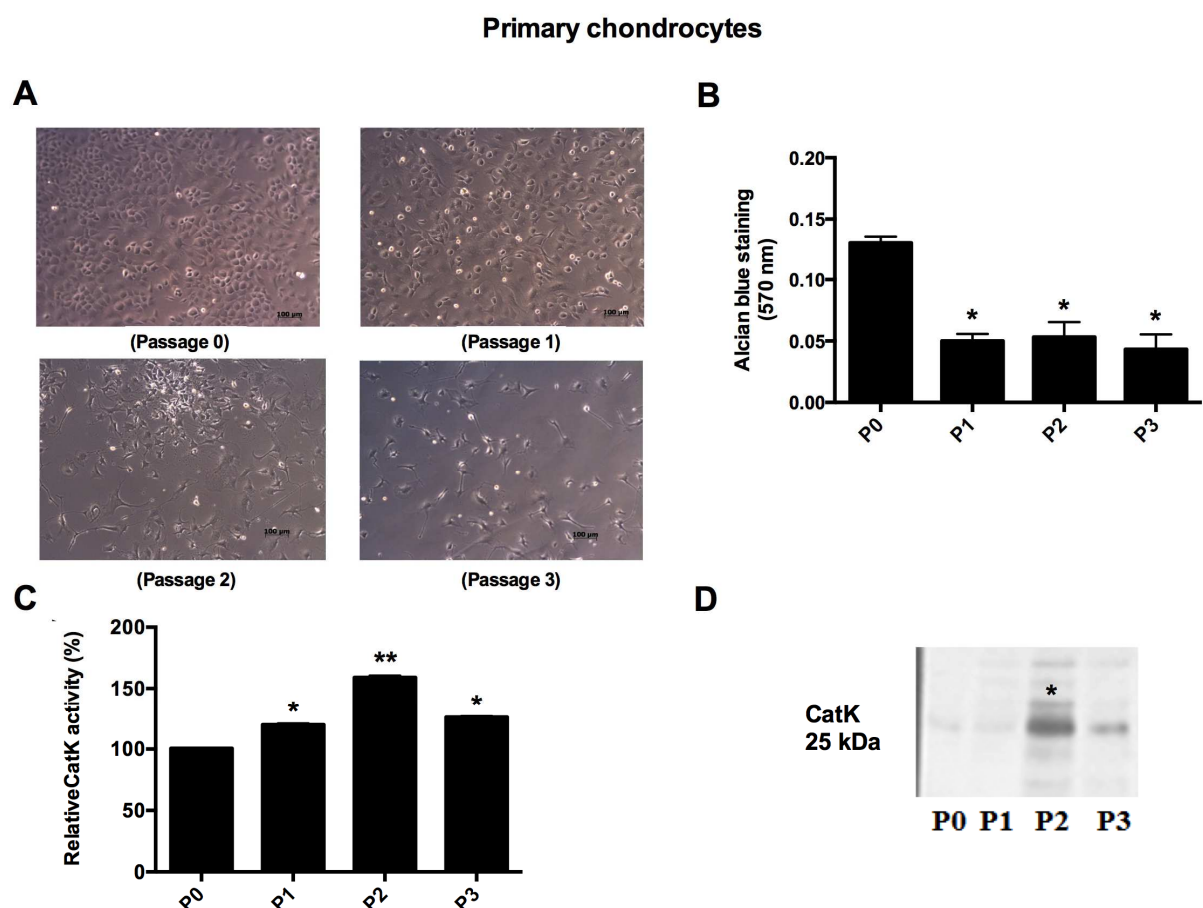 Primary chondrocytes
A
100 µm
(Passage 0)
100 µm
(Passage 1)
100 µm
(Passage 2)
100 µm
(Passage 3)
B
Alcian blue staining
(570 nm)
0.20
0.15
0.10
0.05
0.00
*
*
*
P0
P1
P2
P3
C
RelativeCatK activity (%)
200
150
100
50
0
*
**
*
P0
P1
P2
P3
D
CatK
25 kDa
*
P0 P1 P2 P3